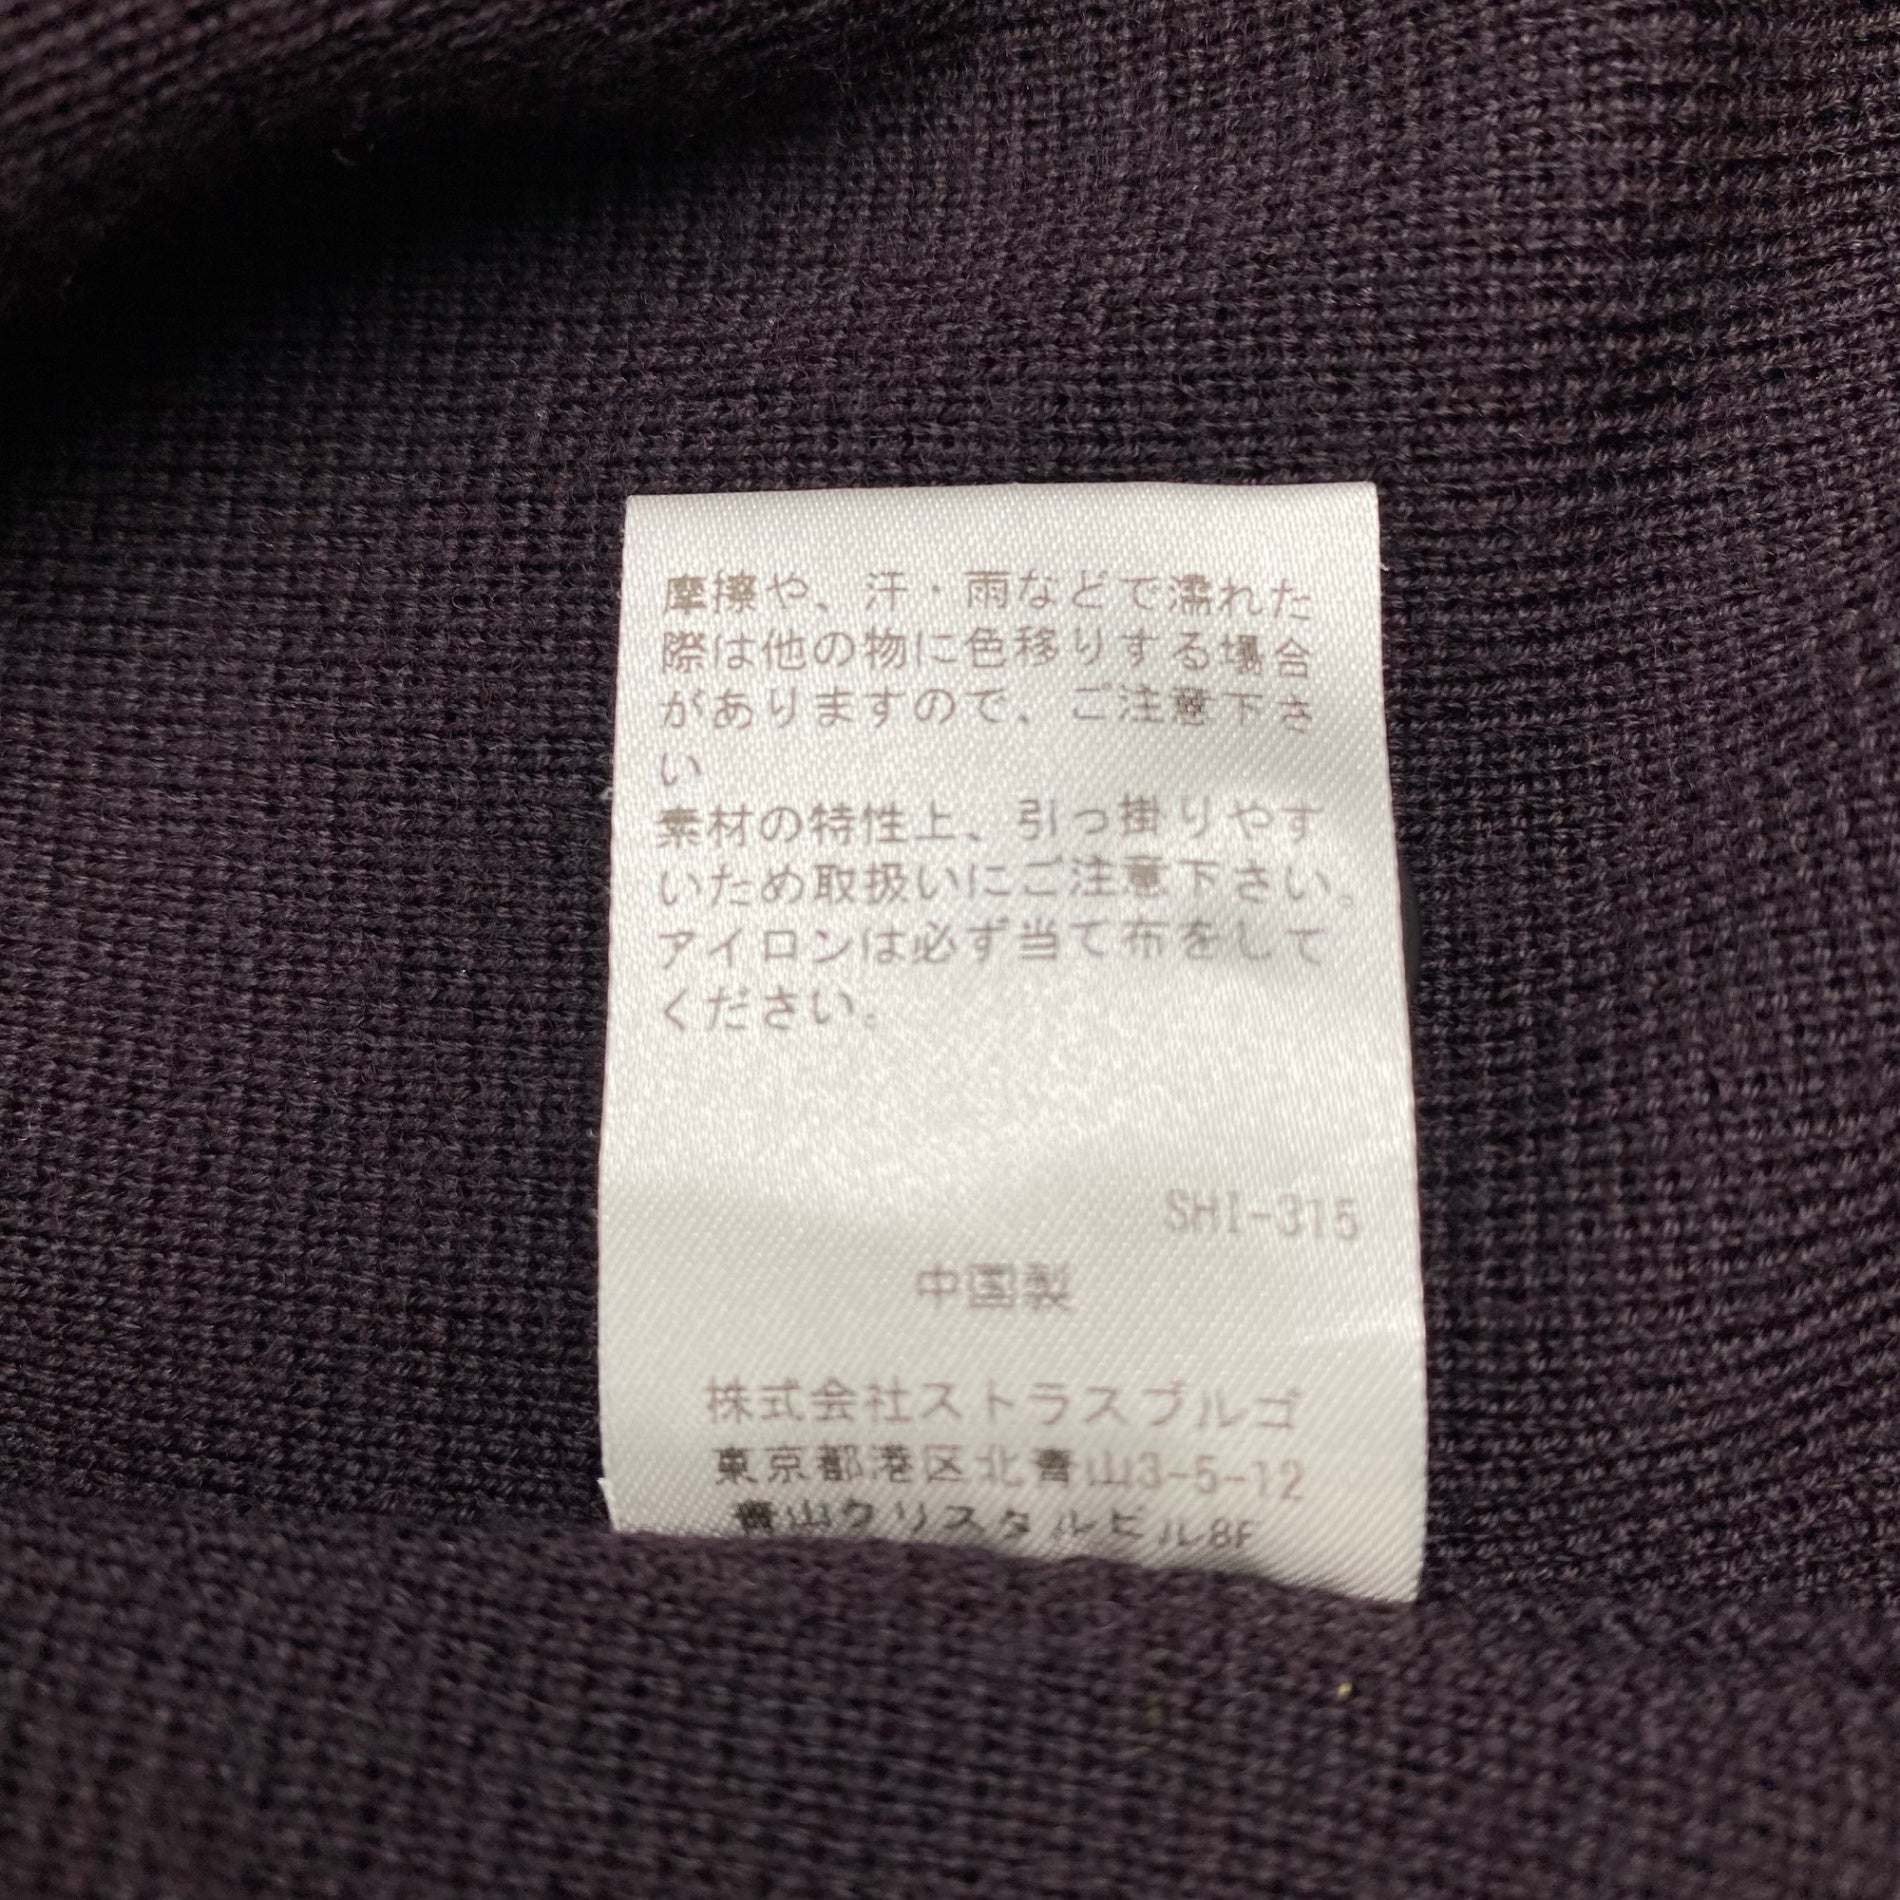 摩擦や、汗・雨などで濡れた
際は他の物に色移りする場合
がありますので、ご注意下さ
い
素材の特性上、引っ掛りやす
いため取扱いにご注意下さい。
アイロンは必ず当て布をして
ください。
SHI-315
中国製
株式会社ストラスブルゴ
東京都港区北青山3-5-12
青山クリスタルビル8F